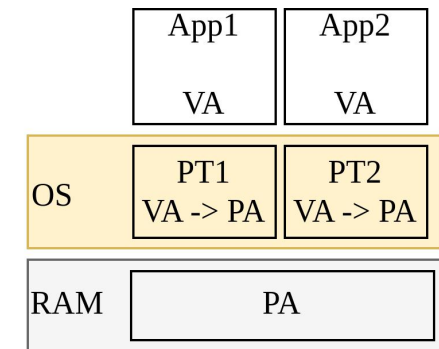 App1 App2
VA VA
PT1 PT2
OS
VA -> PA VA -> PA
RAM PA